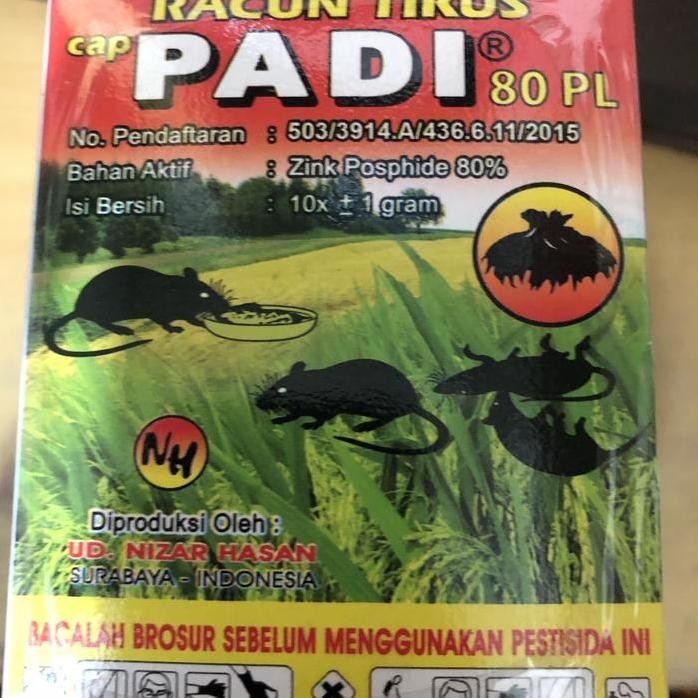 RACUN TIKUS
cap PADI® 80 PL
No. Pendaftaran : 503/3914.A/436.6.11/2015
Bahan Aktif : Zink Posphide 80%
Isi Bersih : 10x ± 1 gram
NH
Diproduksi Oleh :
UD. NIZAR HASAN
SURABAYA - INDONESIA
BACALAH BROSUR SEBELUM MENGGUNAKAN PESTISIDA INI